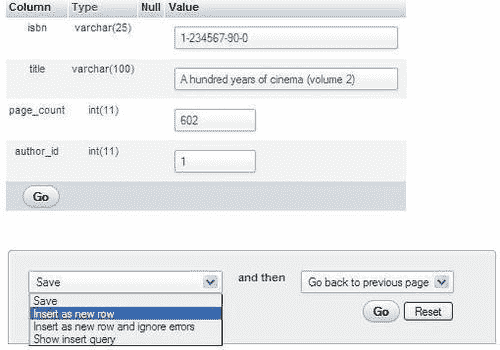 Column Type Null Value
isbn varchar(25) 1-234567-90-0
title varchar(100) A hundred years of cinema (volume 2)
page_count int(11) 602
author_id int(11) 1
Go
Save and then Go back to previous page
Save
Insert as new row
Insert as new row and ignore errors
Show insert query
Go Reset